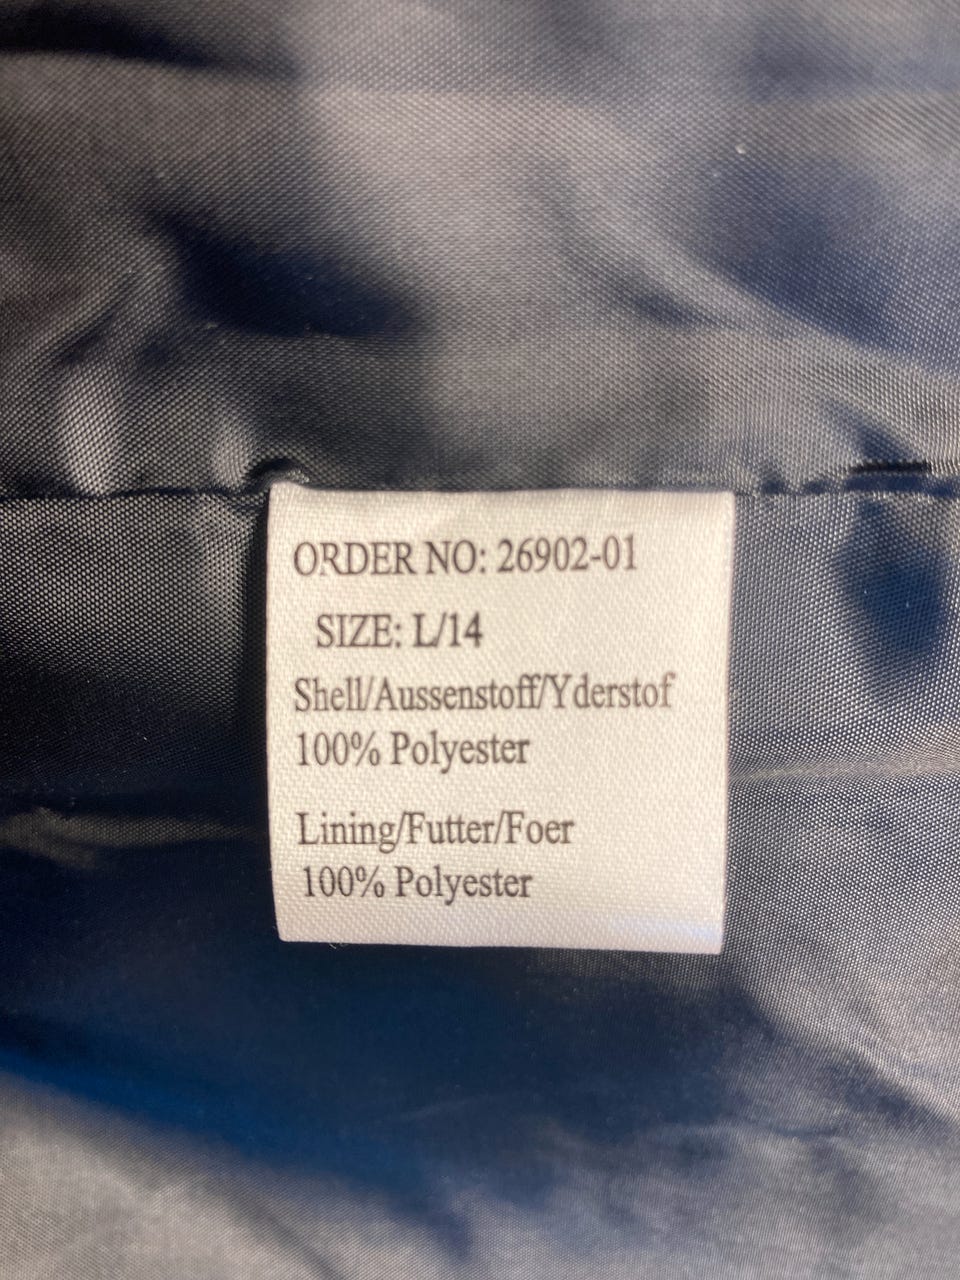 ORDER NO: 26902-01
SIZE: L/14
Shell/Aussenstoff/Yderstof
100% Polyester
Lining/Futter/Foer
100% Polyester